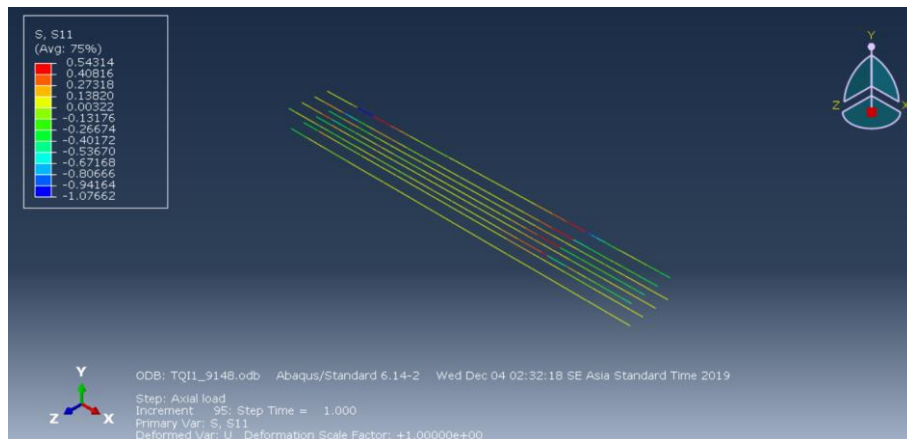 S, S11
(Avg: 75%)
0.54314
0.40816
0.27318
0.13820
0.00322
-0.13176
-0.26674
-0.40172
-0.53670
-0.67168
-0.80666
-0.94164
-1.07662
Y
Z
X
Y
Z
X
ODB: TQI1_9148.odb Abaqus/Standard 6.14-2 Wed Dec 04 02:32:18 SE Asia Standard Time 2019
Step: Axial load
Increment 95: Step Time = 1.000
Primary Var: S, S11
Deformed Var: U Deformation Scale Factor: +1.00000e+00